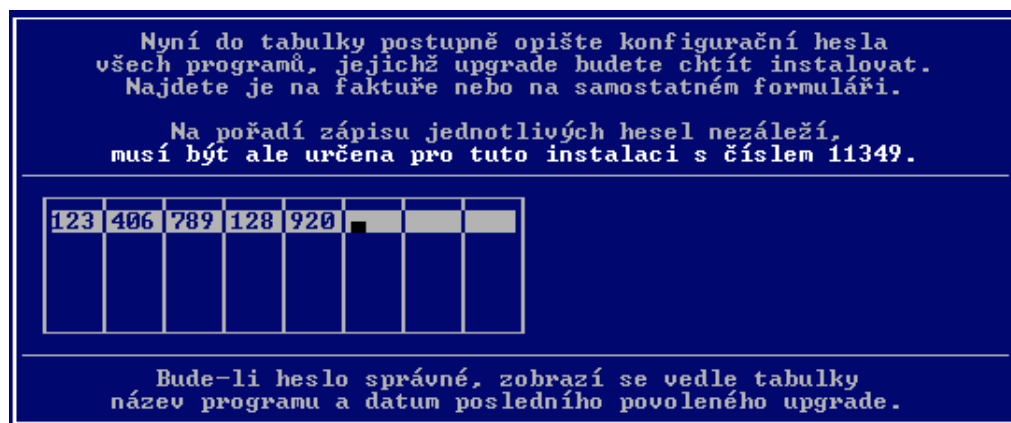 Nyní do tabulky postupně opište konfigurační hesla
všech programů, jejichž upgrade budete chtít instalovat.
Najdete je na faktuře nebo na samostatném formuláři.
Na pořadí zápisu jednotlivých hesel nezáleží,
musí být ale určena pro tuto instalaci s číslem 11349.
123 406 789 128 920
Bude-li heslo správné, zobrazí se vedle tabulky
název programu a datum posledního povoleného upgrade.